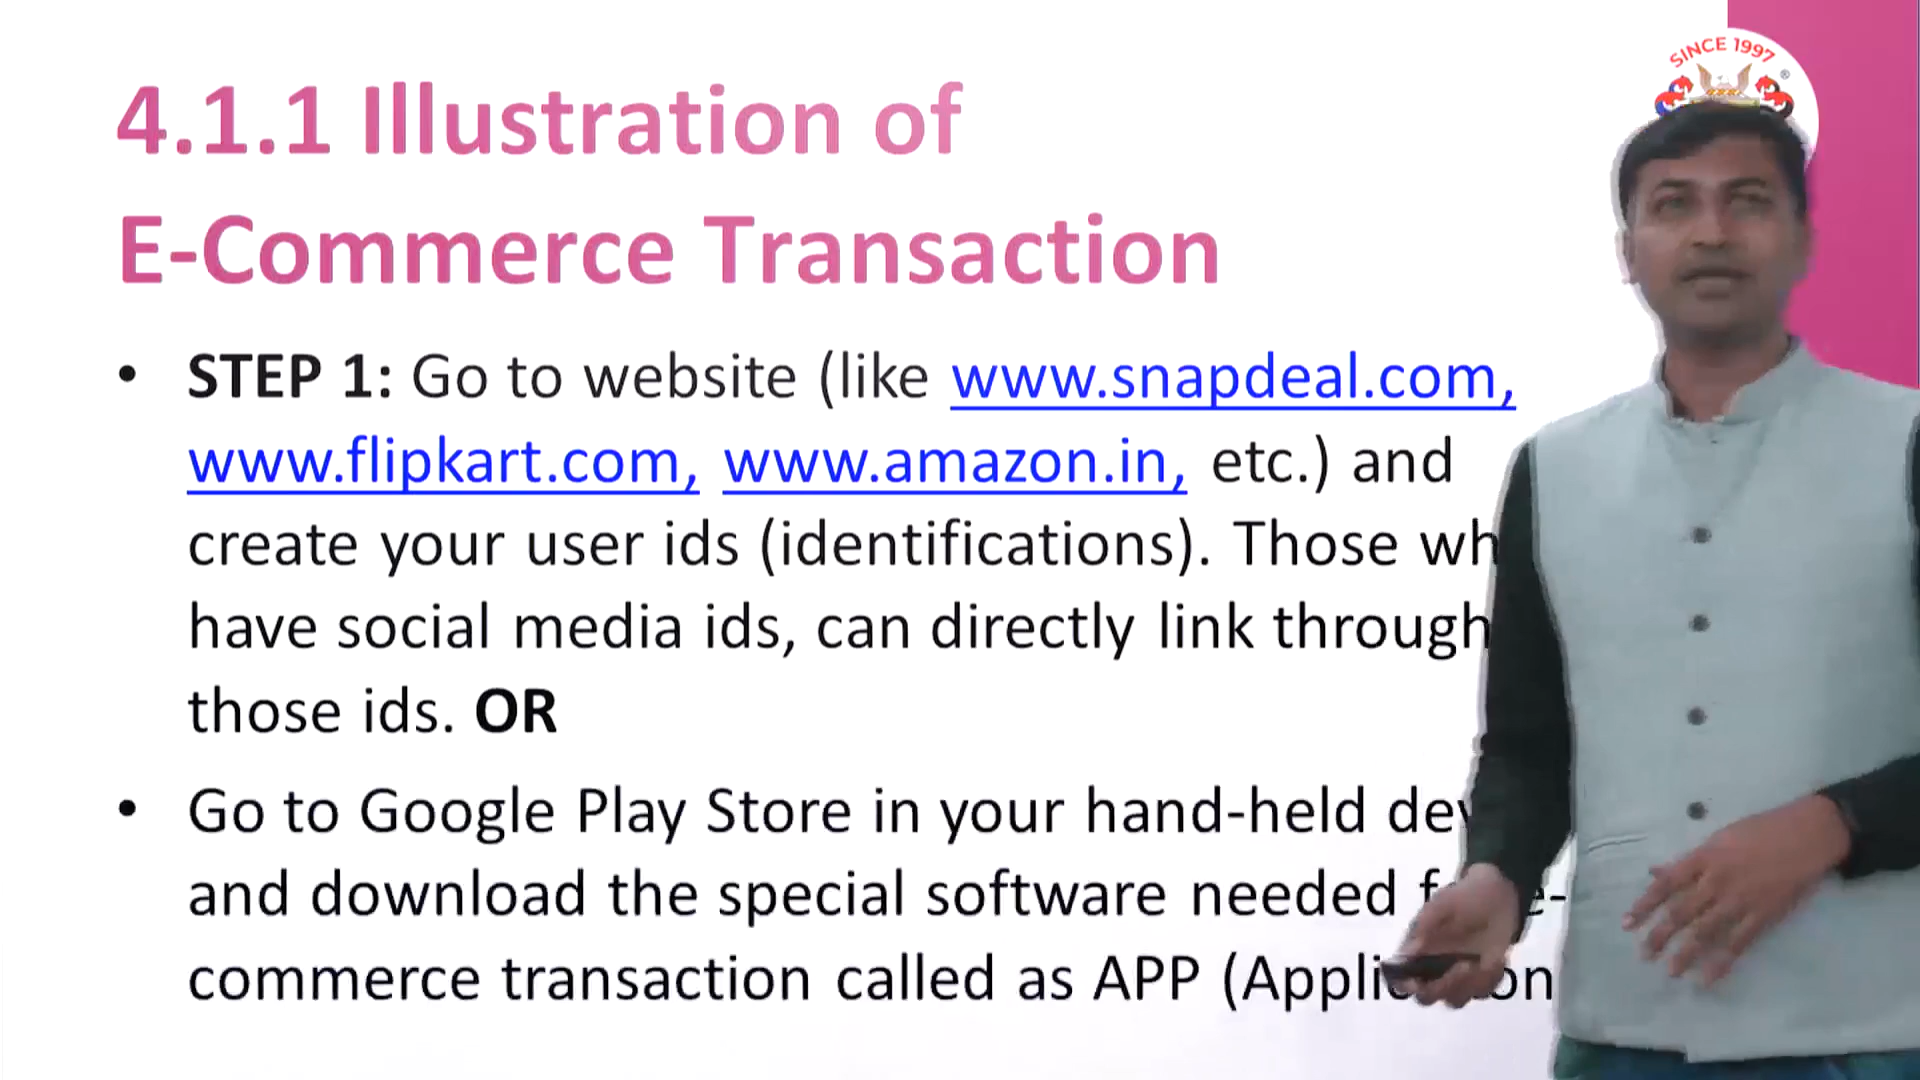 SINCE 1997
®
4.1.1 Illustration of
E-Commerce Transaction
• STEP 1: Go to website (like www.snapdeal.com,
www.flipkart.com, www.amazon.in, etc.) and
create your user ids (identifications). Those
have social media ids, can directly link through
those ids. OR
• Go to Google Play Store in your hand-held
and download the special software needed
commerce transaction called as APP